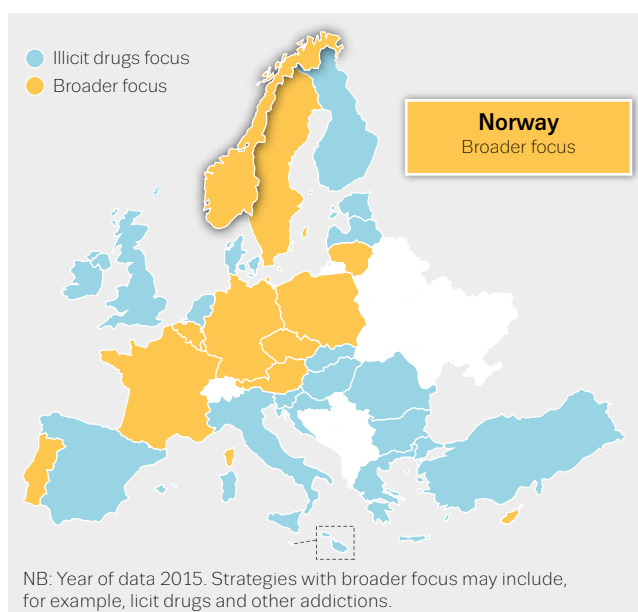 Illicit drugs focus
Broader focus
Norway
Broader focus
NB: Year of data 2015. Strategies with broader focus may include,
for example, licit drugs and other addictions.